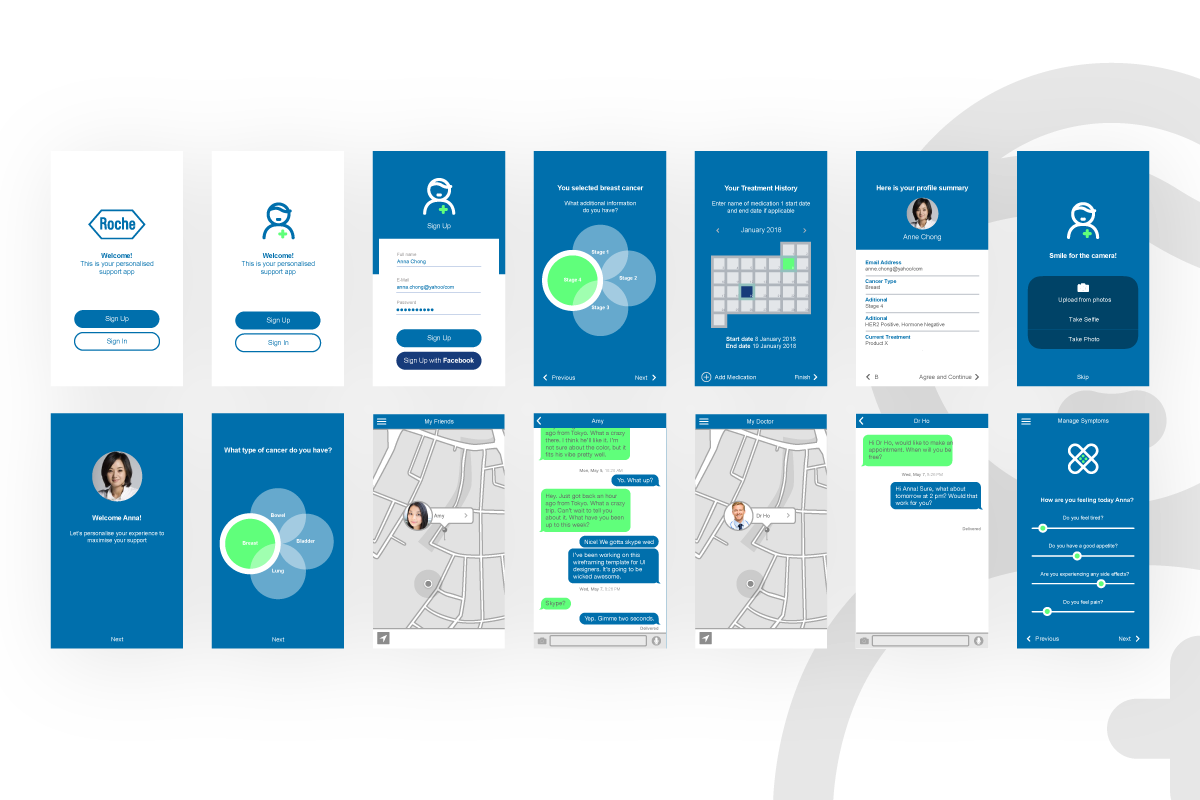 Roche
Welcome!
This is your personalised
support app
Sign Up
Sign In
Welcome!
This is your personalised
support app
Sign Up
Sign In
Sign Up
Full name
Anna Chong
E-Mail
anna.chong@yahoo!com
Password
Sign Up
Sign Up with Facebook
You selected breast cancer
What additional information
do you have?
Stage 1
Stage 4
Stage 2
Stage 3
Previous
Next
Your Treatment History
Enter name of medication 1 start date
and end date if applicable
January 2018
Start date 8 January 2018
End date 19 January 2018
Add Medication
Finish
Here is your profile summary
Anne Chong
Email Address
anne.chong@yahoo!com
Cancer Type
Breast
Aditional
Stage 4
Aditional
HER2 Positive, Hormone Negative
Current Treatment
Product X
B
Agree and Continue
Smile for the camera!
Upload from photos
Take Selfie
Take Photo
Skip
Welcome Anna!
Let's personalise your experience to
maximise your support
Next
What type of cancer do you have?
Breast
Breast
Bladder
Lung
Next
My Friends
Amy
Amy
ago from Tokyo. What a crazy
there. I think he'll like it. I'm
not sure about the color, but it
fits his vibe pretty well.
Mon, May 6, 10:20 AM
Yo. What up?
Hey. Just got back an hour
ago from Tokyo. What a crazy
trip. Can't wait to tell you
about it. What have you been
up to this week?
Nice! We gotta skype wed
I've been working on this
wireframing template for UI
designers. It's going to be
wicked awesome.
Wed, May 7, 5:20 PM
Skype?
Yep. Gimme two seconds.
Delivered
My Doctor
Dr Ho
Dr Ho
Hi Dr Ho, would like to make an
appointment. When will you be
free?
Wed, May 7, 5:20 PM
Hi Anna! Sure, what about
tomorrow at 2 pm? Would that
work for you?
Delivered
Manage Symptoms
How are you feeling today Anna?
Do you feel tired?
Do you have a good appetite?
Are you experiencing any side effects?
Do you feel pain?
Previous
Next